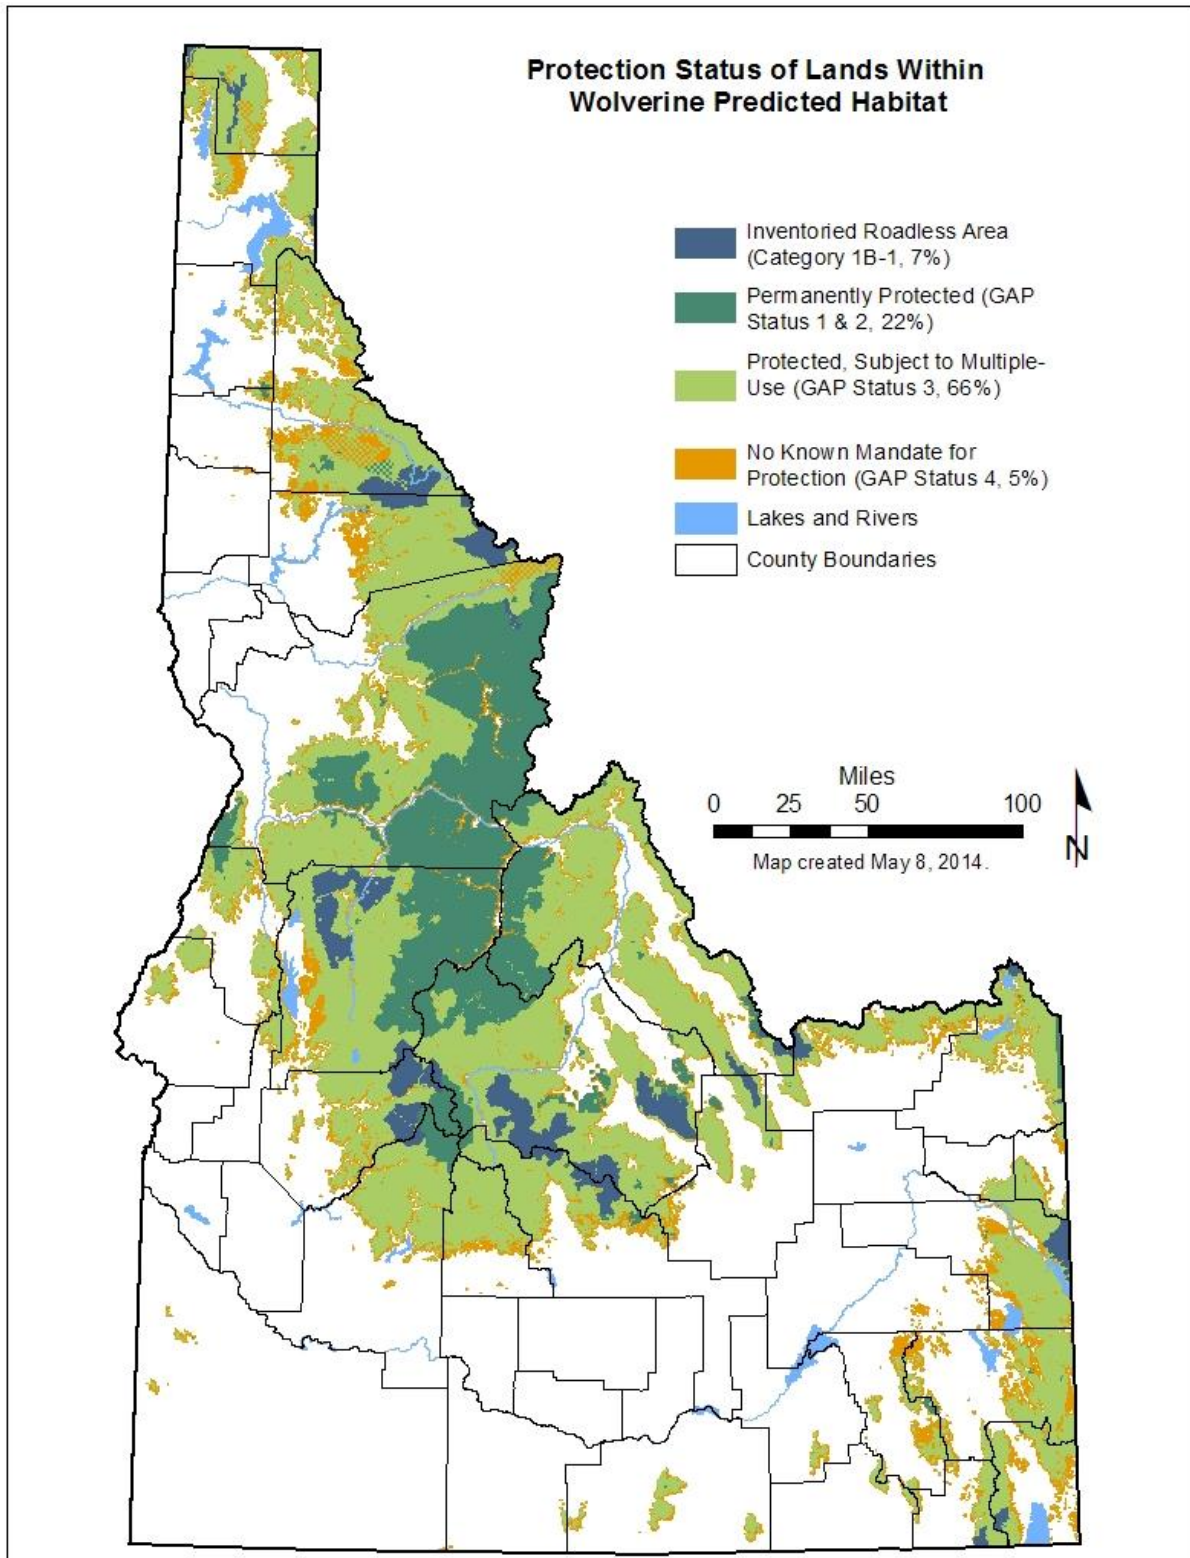 Protection Status of Lands Within
Wolverine Predicted Habitat
Inventoried Roadless Area
(Category 1B-1, 7%)
Permanently Protected (GAP
Status 1 & 2, 22%)
Protected, Subject to Multiple-
Use (GAP Status 3, 66%)
No Known Mandate for
Protection (GAP Status 4, 5%)
Lakes and Rivers
County Boundaries
Miles
0 25 50 100
Map created May 8, 2014.
N